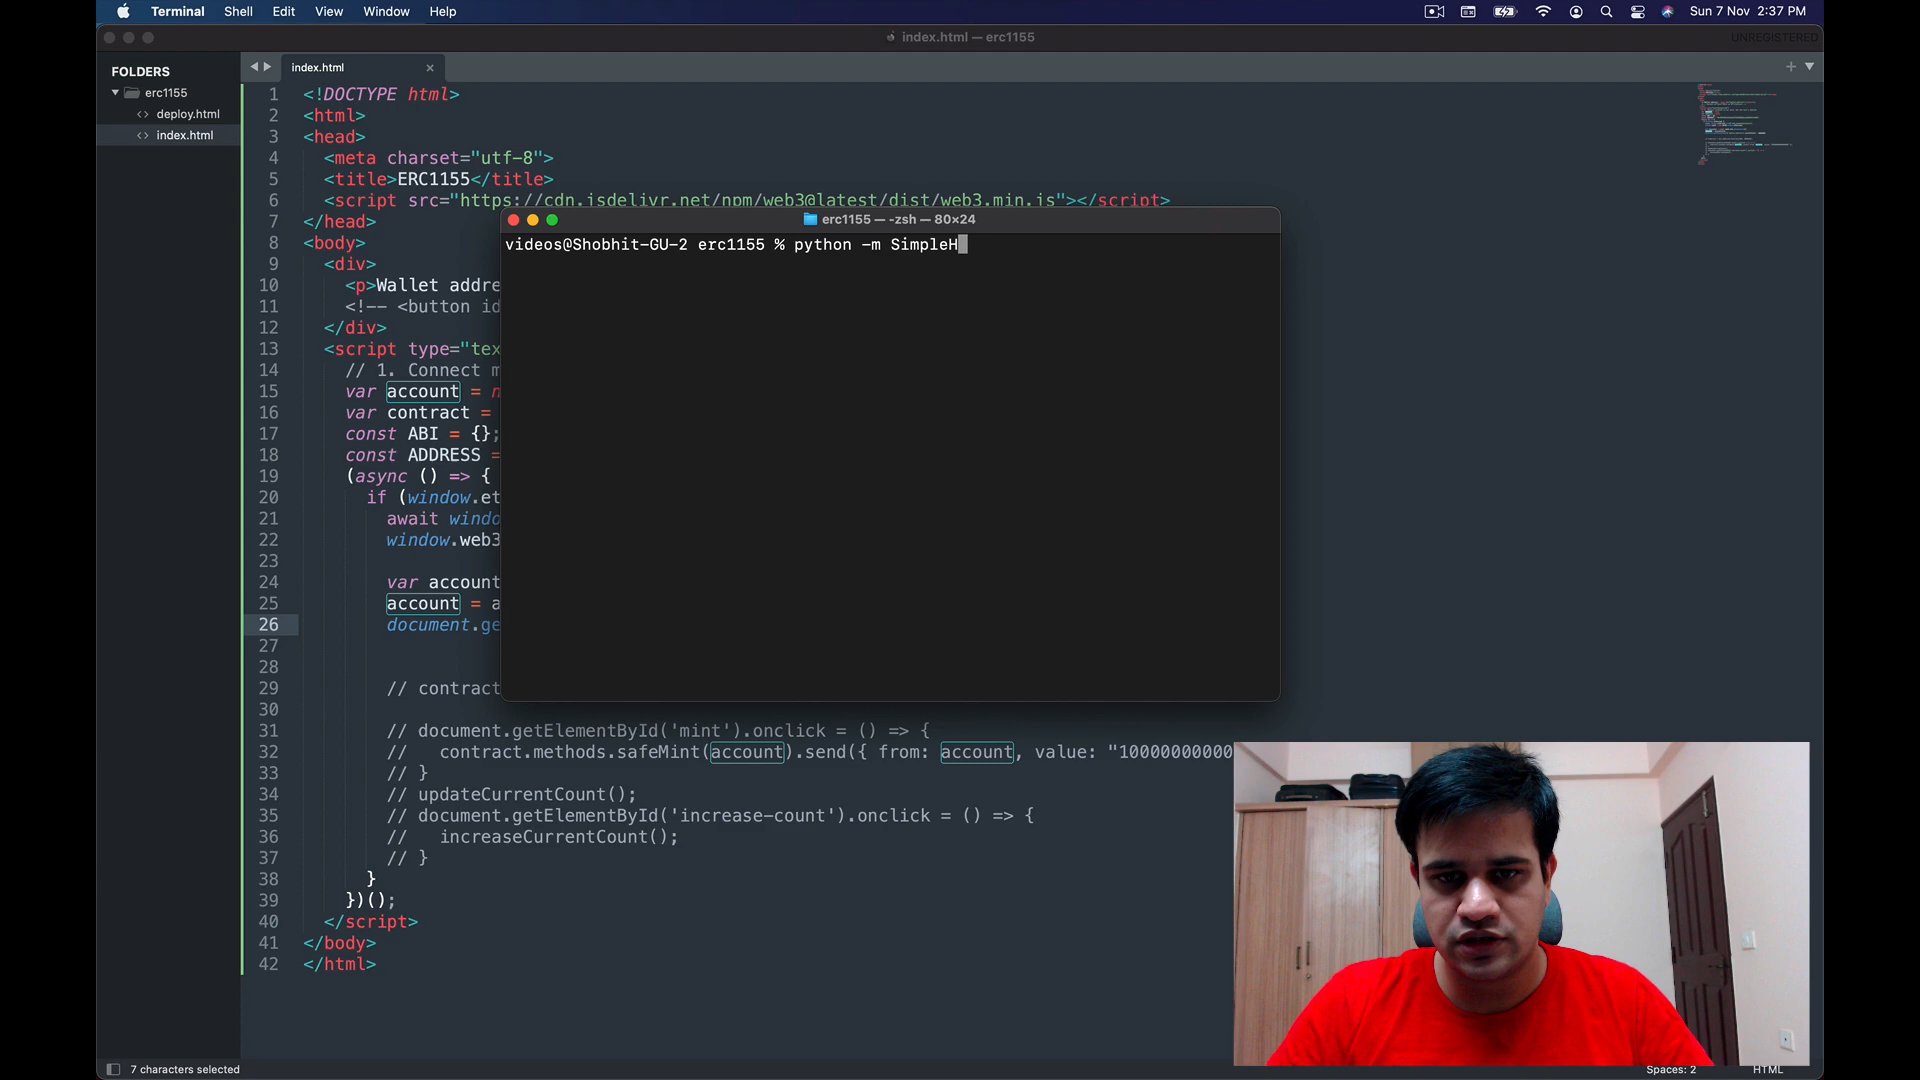 Terminal Shell Edit View Window Help Sun 7 Nov 2:37 PM
index.html — erc1155 UNREGISTERED
FOLDERS
erc1155
deploy.html
index.html
index.html
1 <!DOCTYPE html>
2 <html>
3 <head>
4 <meta charset="utf-8">
5 <title>ERC1155</title>
6 <script src="https://cdn.jsdelivr.net/npm/web3@latest/dist/web3.min.js"></script>
7 </head>
8 <body>
9 <div>
10 <p>Wallet addre
11 <!-- <button id
12 </div>
13 <script type="tex
14 // 1. Connect m
15 var account = n
16 var contract =
17 const ABI = {};
18 const ADDRESS =
19 (async () => {
20 if (window.et
21 await windo
22 window.web3
23
24 var account
25 account = a
26 document.ge
27
28
29 // contract
30
31 // document.getElementById('mint').onclick = () => {
32 // contract.methods.safeMint(account).send({ from: account, value: "10000000000
33 // }
34 // updateCurrentCount();
35 // document.getElementById('increase-count').onclick = () => {
36 // increaseCurrentCount();
37 // }
38 }
39 })();
40 </script>
41 </body>
42 </html>
erc1155 — -zsh — 80×24
videos@Shobhit-GU-2 erc1155 % python -m SimpleH
7 characters selected
Spaces: 2 HTML